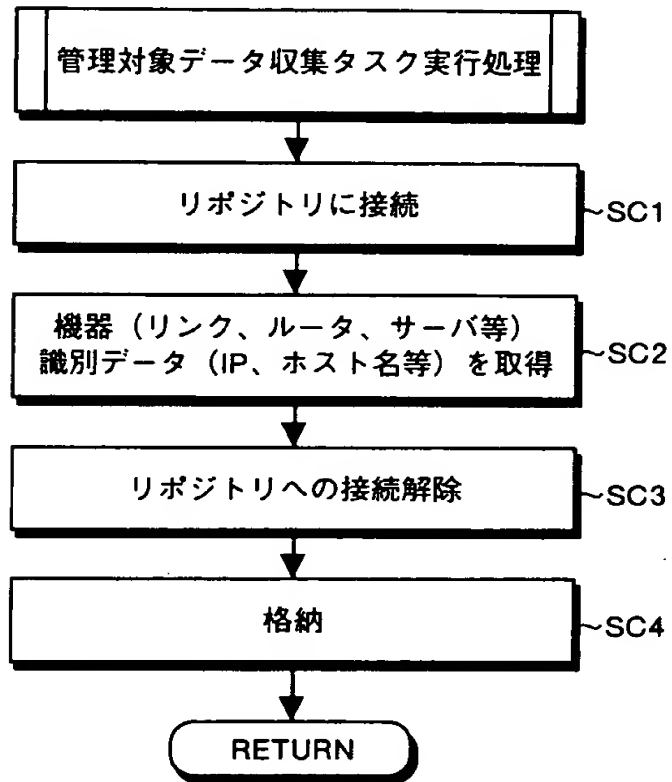 管理対象データ収集タスク実行処理
リポジトリに接続
~SC1
機器（リンク、ルータ、サーバ等）
識別データ（IP、ホスト名等）を取得
~SC2
リポジトリへの接続解除
~SC3
格納
~SC4
RETURN